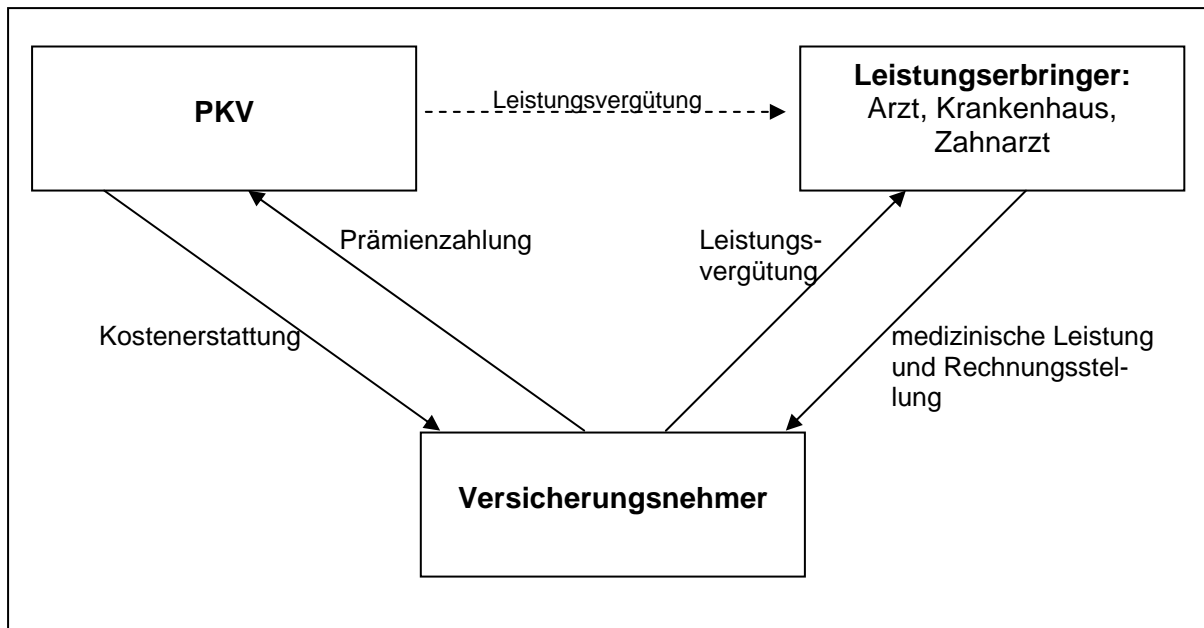 PKV
Leistungsvergütung
Leistungserbringer:
Arzt, Krankenhaus,
Zahnarzt
Prämienzahlung
Leistungs-
vergütung
Kostenerstattung
medizinische Leistung
und Rechnungsstel-
lung
Versicherungsnehmer